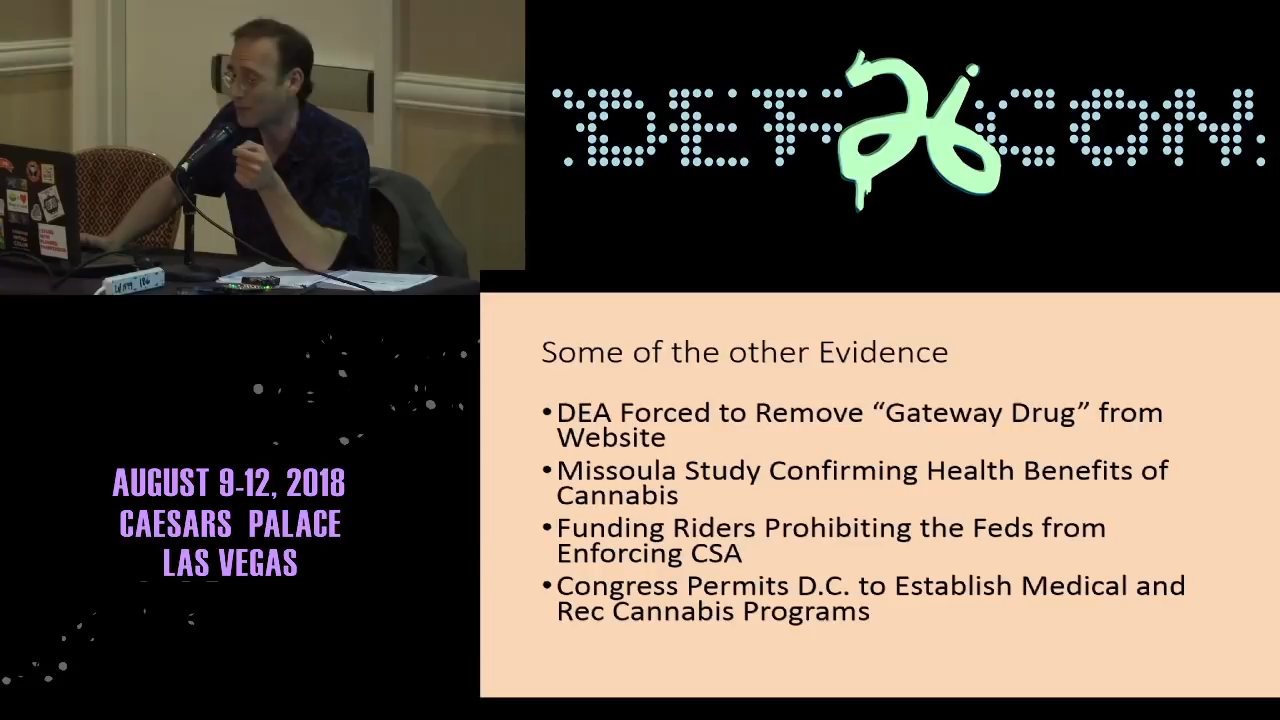 DEF 26 CON
Some of the other Evidence
•DEA Forced to Remove “Gateway Drug” from
Website
•Missoula Study Confirming Health Benefits of
Cannabis
•Funding Riders Prohibiting the Feds from
Enforcing CSA
•Congress Permits D.C. to Establish Medical and
Rec Cannabis Programs
AUGUST 9-12, 2018
CAESARS PALACE
LAS VEGAS